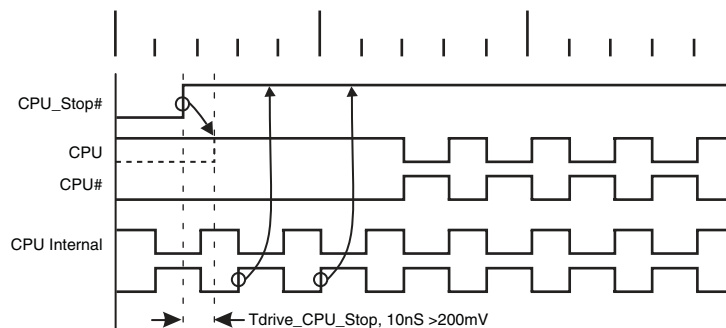 CPU_Stop#
CPU
CPU#
CPU Internal
Tdrive_CPU_Stop, 10nS >200mV